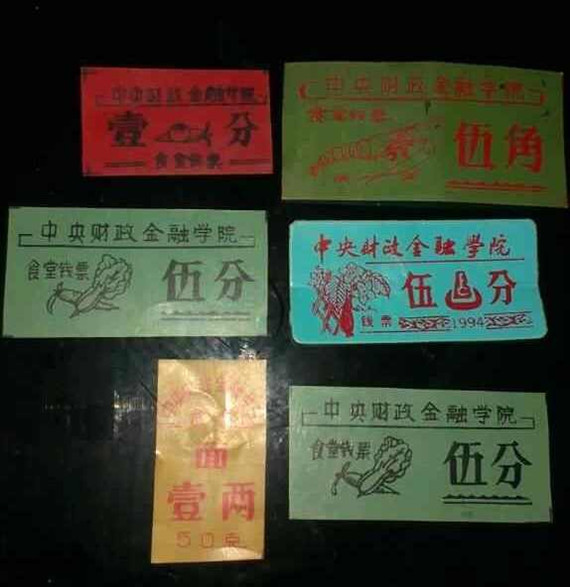 中央财政金融学院
壹分
食堂钱票
中央财政金融学院
食堂钱票
伍角
中央财政金融学院
食堂钱票
伍分
中央财政金融学院
伍分
钱票 1994
面
壹两
50克
中央财政金融学院
食堂钱票
伍分